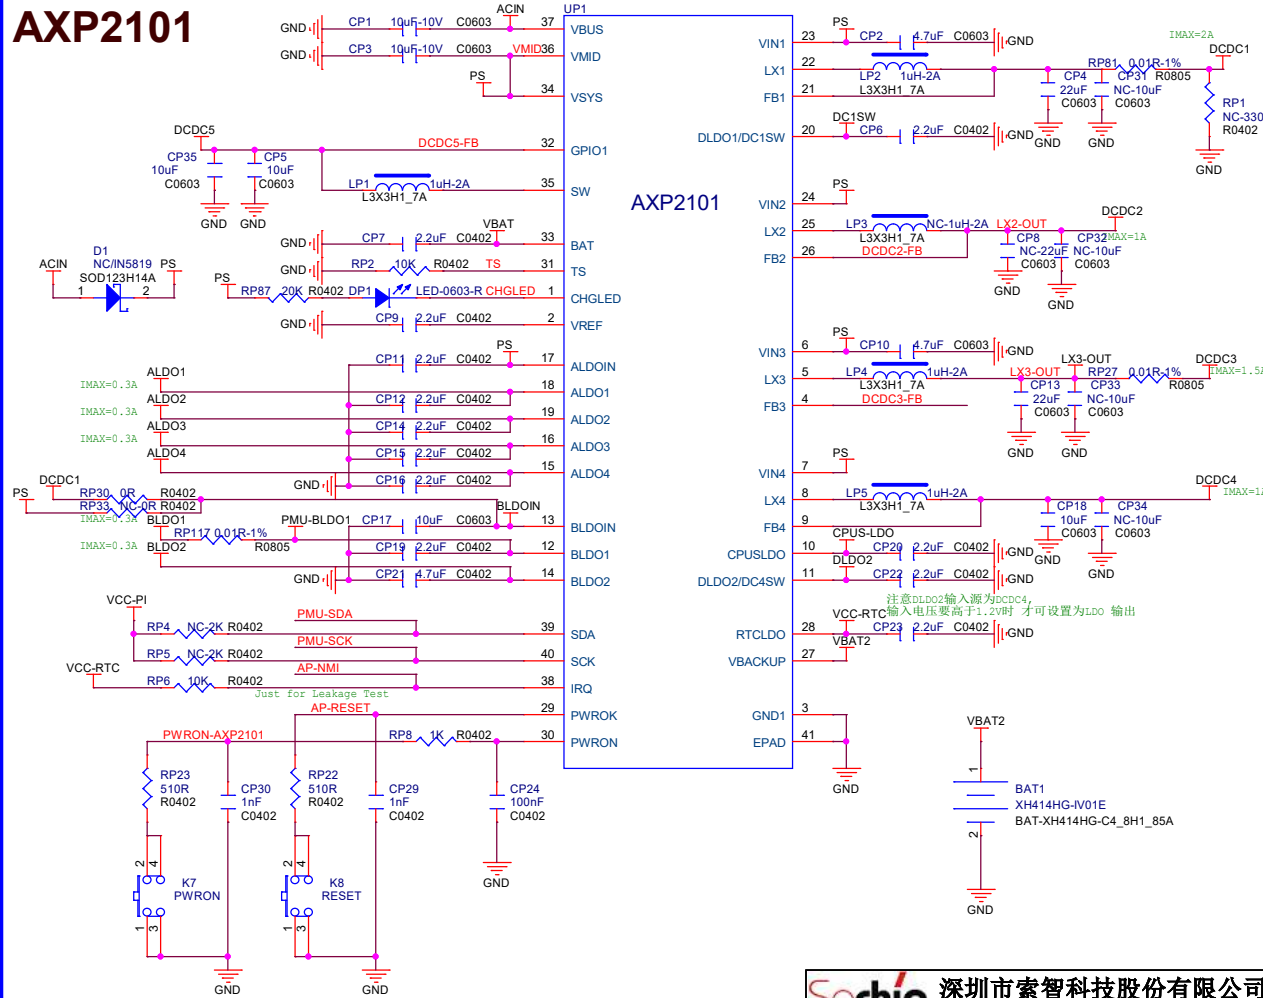 AXP2101
UP1
AXP2101
GND CP1 10uF-10V C0603 ACIN 37 VBUS
GND CP3 10uF-10V C0603 VMID 36 VMID
PS 34 VSYS
DCDC5 DCDC5-FB 32 GPIO1
CP35 10uF C0603
CP5 10uF C0603
GND GND
LP1 1uH-2A L3X3H1_7A 35 SW
GND CP7 2.2uF C0402 VBAT 33 BAT
GND RP2 10K R0402 TS 31 TS
D1
NC/IN5819
SOD123H14A
ACIN 1 2 PS
PS RP87 20K R0402 DP1 LED-0603-R CHGLED 1 CHGLED
GND CP9 2.2uF C0402 2 VREF
CP11 2.2uF C0402 PS 17 ALDOIN
IMAX=0.3A ALDO1 18 ALDO1
CP12 2.2uF C0402
IMAX=0.3A ALDO2 19 ALDO2
CP14 2.2uF C0402
IMAX=0.3A ALDO3 16 ALDO3
CP15 2.2uF C0402
ALDO4 15 ALDO4
GND CP16 2.2uF C0402
DCDC1 RP30 0R R0402
PS RP33 NC-0R R0402
IMAX=0.3A BLDO1 PMU-BLDO1 CP17 10uF C0603 BLDOIN 13 BLDOIN
RP117 0.01R-1% R0805
IMAX=0.3A BLDO2 CP19 2.2uF C0402 12 BLDO1
GND CP21 4.7uF C0402 14 BLDO2
VCC-PI PMU-SDA
RP4 NC-2K R0402 39 SDA
PMU-SCK
RP5 NC-2K R0402 40 SCK
VCC-RTC AP-NMI
RP6 10K R0402 38 IRQ
Just for Leakage Test
AP-RESET 29 PWROK
PWRON-AXP2101 RP8 1K R0402 30 PWRON
RP23 510R R0402
CP30 1nF C0402
RP22 510R R0402
CP29 1nF C0402
CP24 100nF C0402
GND
2 4 K7 PWRON 1 3
2 4 K8 RESET 1 3
GND GND
VIN1 23 PS CP2 4.7uF C0603 GND
IMAX=2A
LX1 22 LP2 1uH-2A L3X3H1_7A RP81 0.01R-1% R0805 DCDC1
FB1 21
CP4 22uF C0603
CP31 NC-10uF C0603
RP1 NC-330 R0402
GND GND GND
DLDO1/DC1SW 20 DC1SW CP6 2.2uF C0402 GND
VIN2 24 PS
LX2 25 LP3 NC-1uH-2A L3X3H1_7A LX2-OUT DCDC2
IMAX=1A
FB2 26 DCDC2-FB
CP8 NC-22uF C0603
CP32 NC-10uF C0603
GND GND
VIN3 6 PS CP10 4.7uF C0603 GND
LX3 5 LP4 1uH-2A L3X3H1_7A LX3-OUT LX3-OUT RP27 0.01R-1% R0805 DCDC3
IMAX=1.5A
FB3 4 DCDC3-FB
CP13 22uF C0603
CP33 NC-10uF C0603
GND GND
VIN4 7 PS
LX4 8 LP5 1uH-2A L3X3H1_7A DCDC4
IMAX=1A
FB4 9
CP18 10uF C0603
CP34 NC-10uF C0603
GND GND
CPUSLDO 10 CPUS-LDO CP20 2.2uF C0402 GND
DLDO2/DC4SW 11 DLDO2 CP22 2.2uF C0402 GND
注意DLDO2输入源为DCDC4,
输入电压要高于1.2V时 才可设置为LDO 输出
RTCLDO 28 VCC-RTC CP23 2.2uF C0402 GND
VBACKUP 27 VBAT2
GND1 3
EPAD 41
GND
VBAT2
1
BAT1
XH414HG-IV01E
BAT-XH414HG-C4_8H1_85A
2
GND
深圳市索智科技股份有限公司